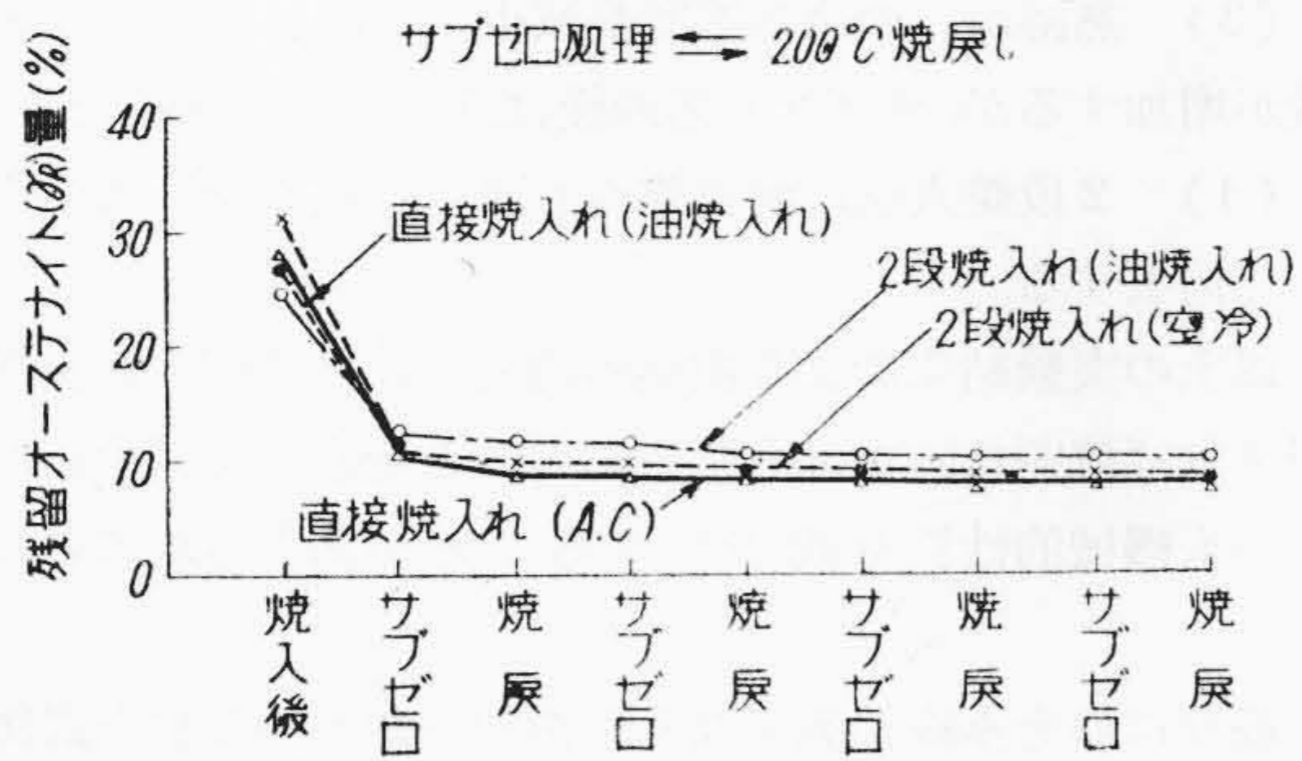 サブゼロ処理 ⇄ 200°C 焼戻し
残留オーステナイト(γR)量(%)
40
30
20
10
0
直接焼入れ(油焼入れ)
2段焼入れ(油焼入れ)
2段焼入れ(空冷)
直接焼入れ (A.C)
焼入後
サブゼロ
焼戻
サブゼロ
焼戻
サブゼロ
焼戻
サブゼロ
焼戻